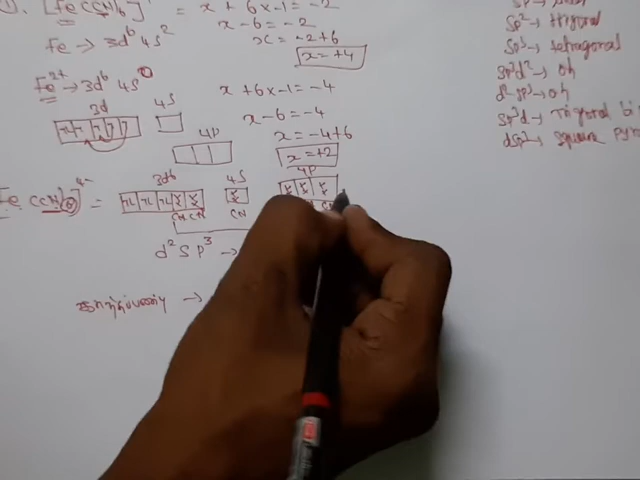 1. [Fe(CN)6] = x + 6x-1 = -2
x - 6 = -2
x = -2+6
x = +4
Fe → 3d⁶ 4s²
Fe²⁺ → 3d⁶ 4s⁰
x + 6x-1 = -4
x - 6 = -4
x = -4+6
x = +2
3d 4S
4P
[Fe(CN)6]⁴⁻ = 3d⁶ 4S 4P
CN CN CN
d²SP³ →
sp² → trigonal
sp³ → tetragonal
sp³d² → oh
d²sp³ → oh
sp³d → Trigonal bi
dsp² → square pyra